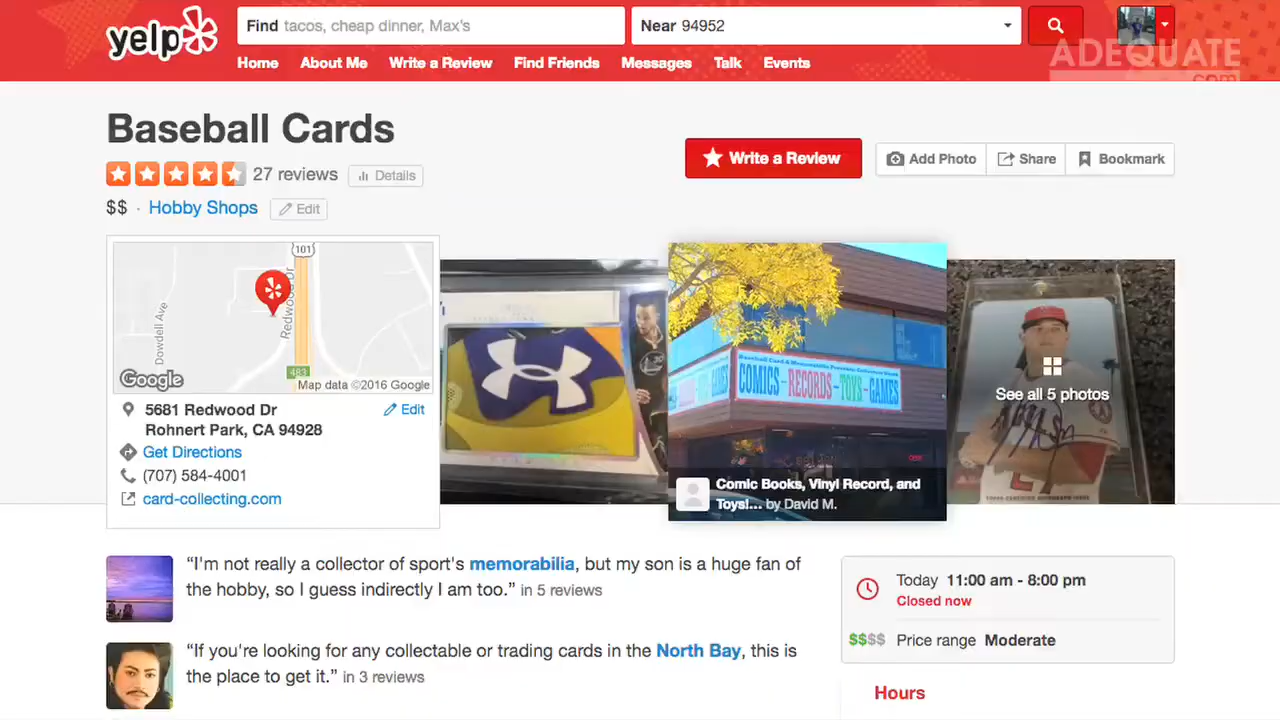 yelp
Find tacos, cheap dinner, Max's
Near 94952
ADEQUATE
.com
Home About Me Write a Review Find Friends Messages Talk Events
Baseball Cards
27 reviews Details
$$ · Hobby Shops Edit
Write a Review
Add Photo Share Bookmark
101
Redwood Dr
Dowdell Ave
483
Google
Map data ©2016 Google
5681 Redwood Dr
Edit
Rohnert Park, CA 94928
Get Directions
(707) 584-4001
card-collecting.com
30
COMICS-RECORDS-TOYS-GAMES
Comic Books, Vinyl Record, and
Toys!... by David M.
See all 5 photos
“I'm not really a collector of sport's memorabilia, but my son is a huge fan of
the hobby, so I guess indirectly I am too.” in 5 reviews
“If you're looking for any collectable or trading cards in the North Bay, this is
the place to get it.” in 3 reviews
Today 11:00 am - 8:00 pm
Closed now
$$$$ Price range Moderate
Hours